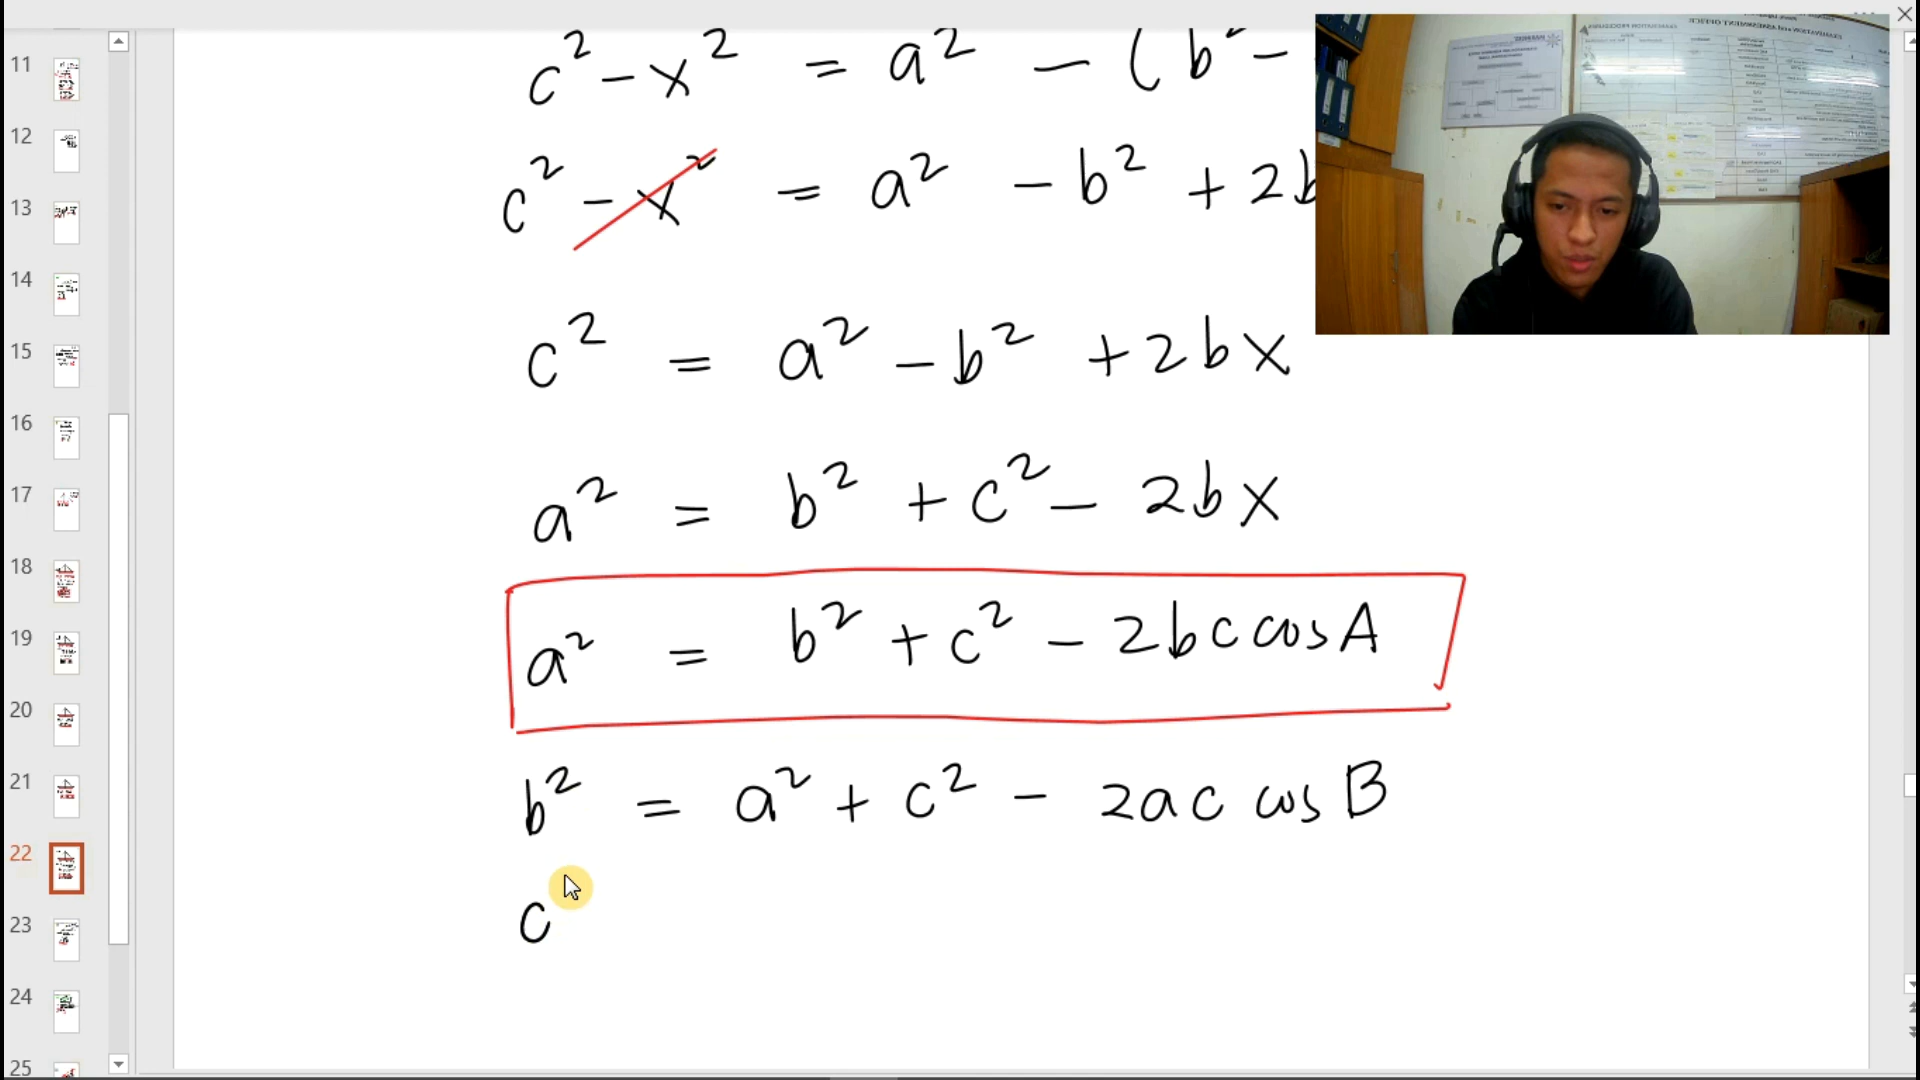 c² - x² = a² - (b² -
c² - x² = a² - b² + 2b
c² = a² - b² + 2bx
a² = b² + c² - 2bx
a² = b² + c² - 2bc cos A
b² = a² + c² - 2ac cos B
c
11
12
13
14
15
16
17
18
19
20
21
22
23
24
25